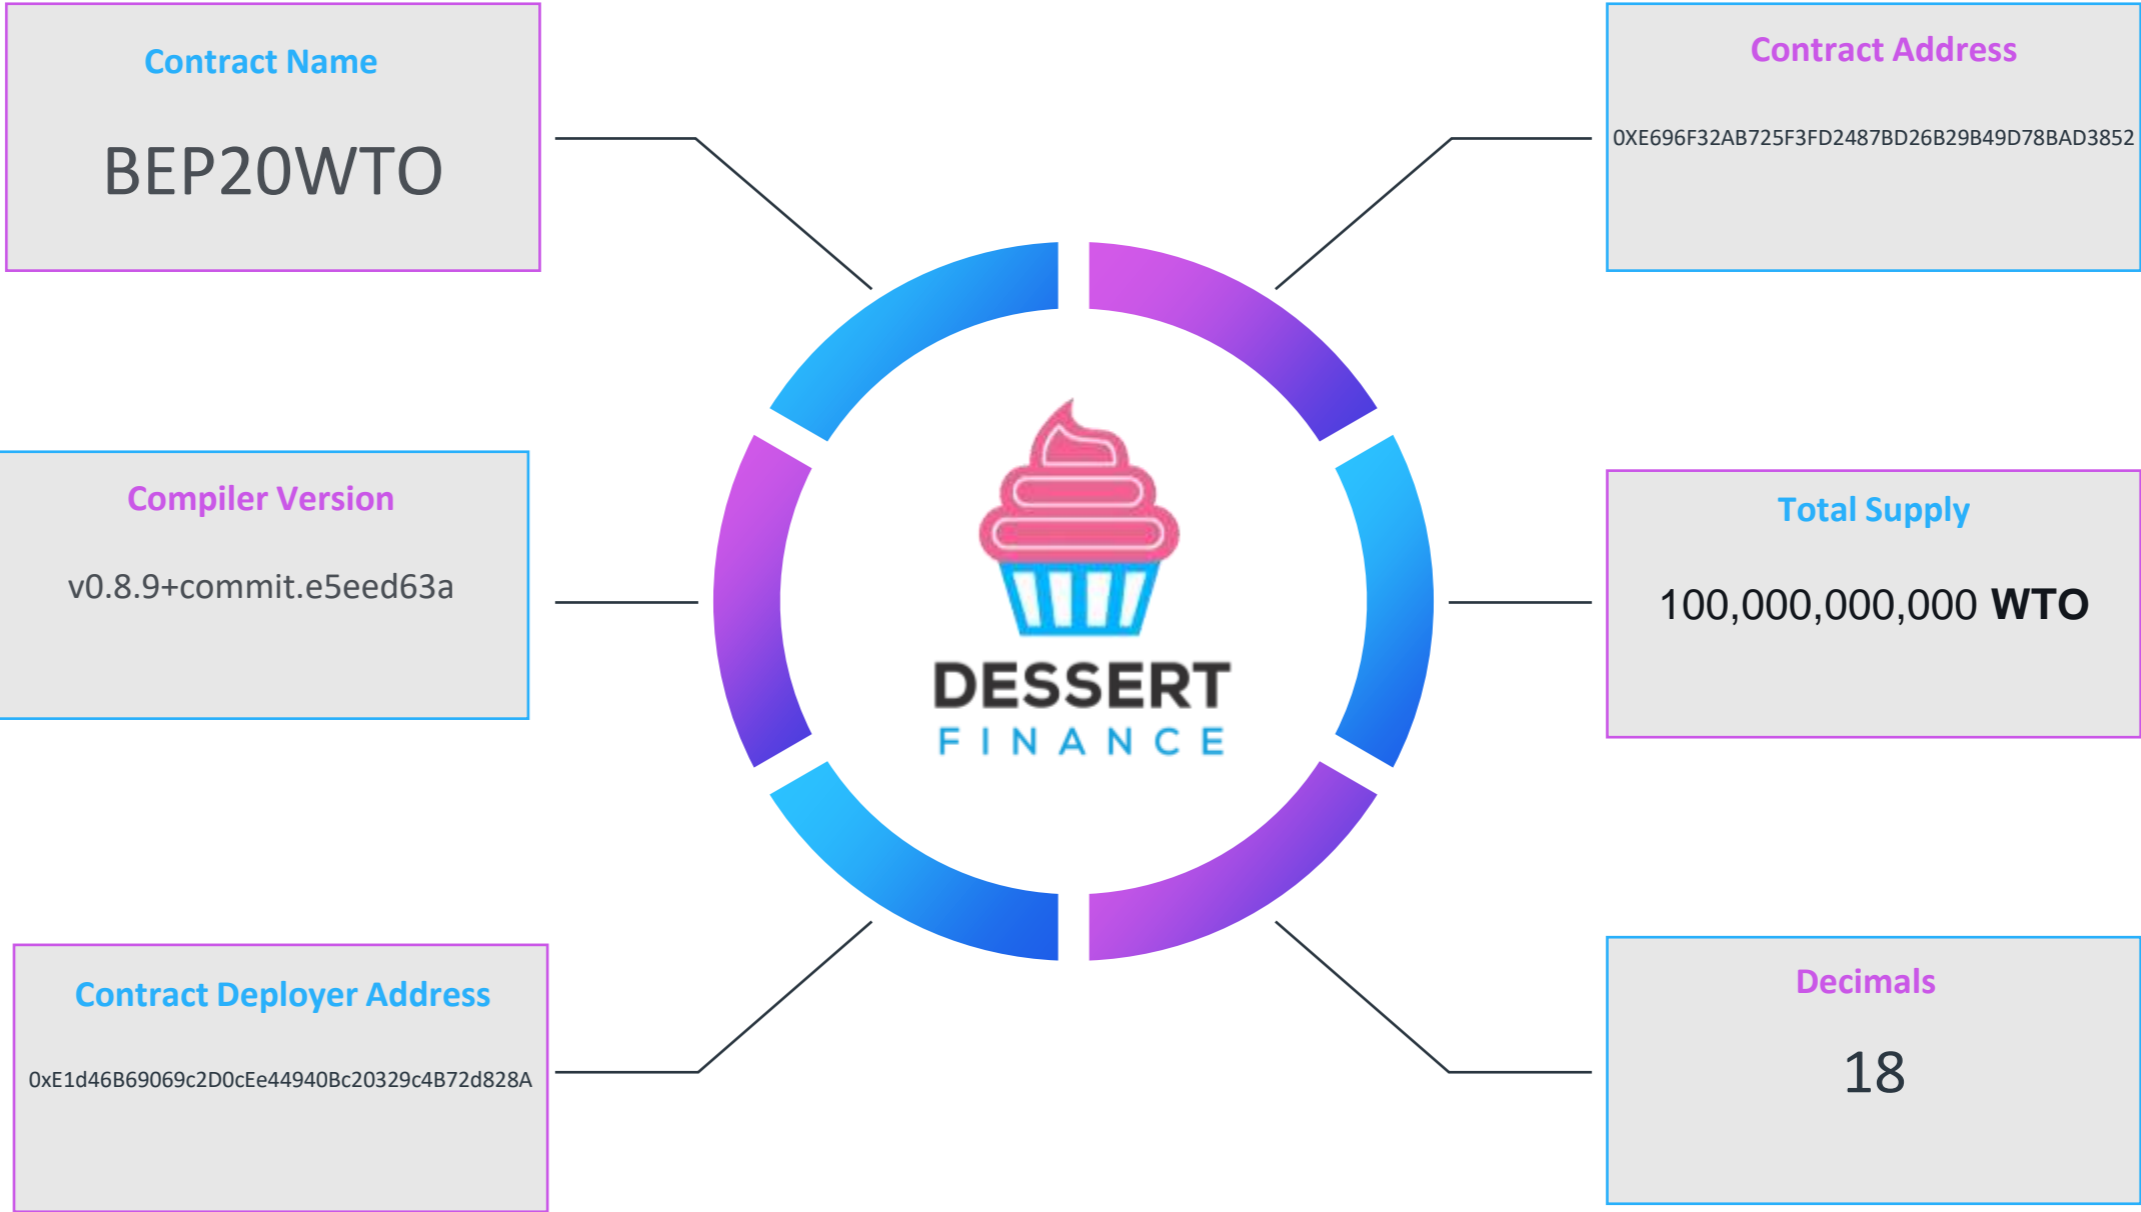 Contract Name
BEP20WTO
Contract Address
0XE696F32AB725F3FD2487BD26B29B49D78BAD3852
Compiler Version
v0.8.9+commit.e5eed63a
DESSERT
FINANCE
Total Supply
100,000,000,000 WTO
Contract Deployer Address
0xE1d46B69069c2D0cEe44940Bc20329c4B72d828A
Decimals
18